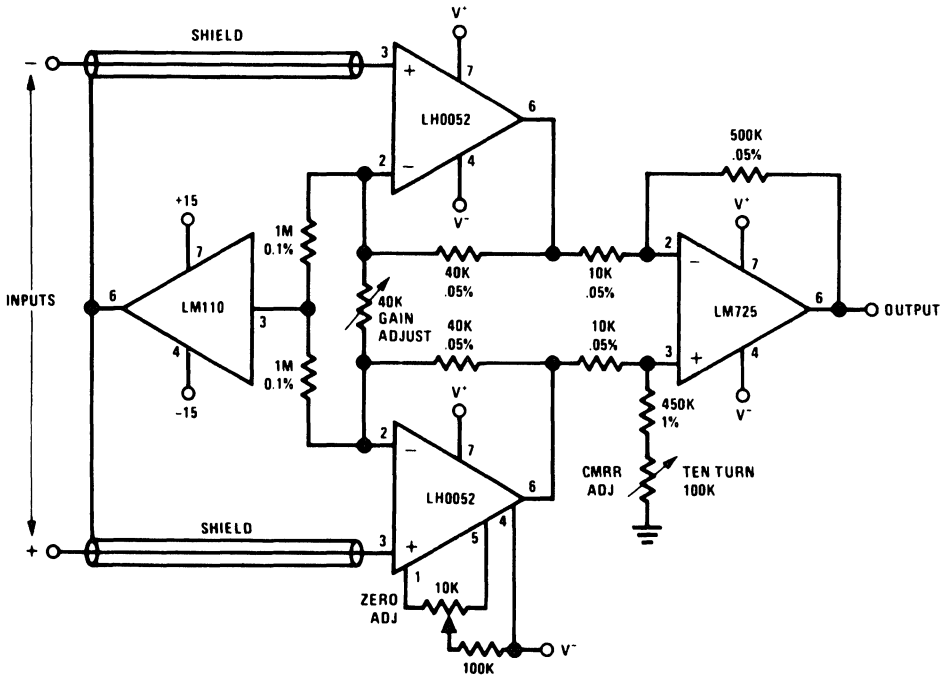 SHIELD
V+
−
3
+
7
LH0052
6
2
−
4
V−
500K
.05%
+15
7
1M
0.1%
V+
7
INPUTS
6
LM110
3
40K
GAIN
ADJUST
40K
.05%
10K
.05%
2
−
LM725
6
OUTPUT
40K
.05%
10K
.05%
3
+
4
−15
1M
0.1%
V+
4
V−
450K
1%
2
−
7
LH0052
6
CMRR
ADJ
TEN TURN
100K
SHIELD
+
3
+
4
5
1
ZERO
ADJ
10K
100K
V−